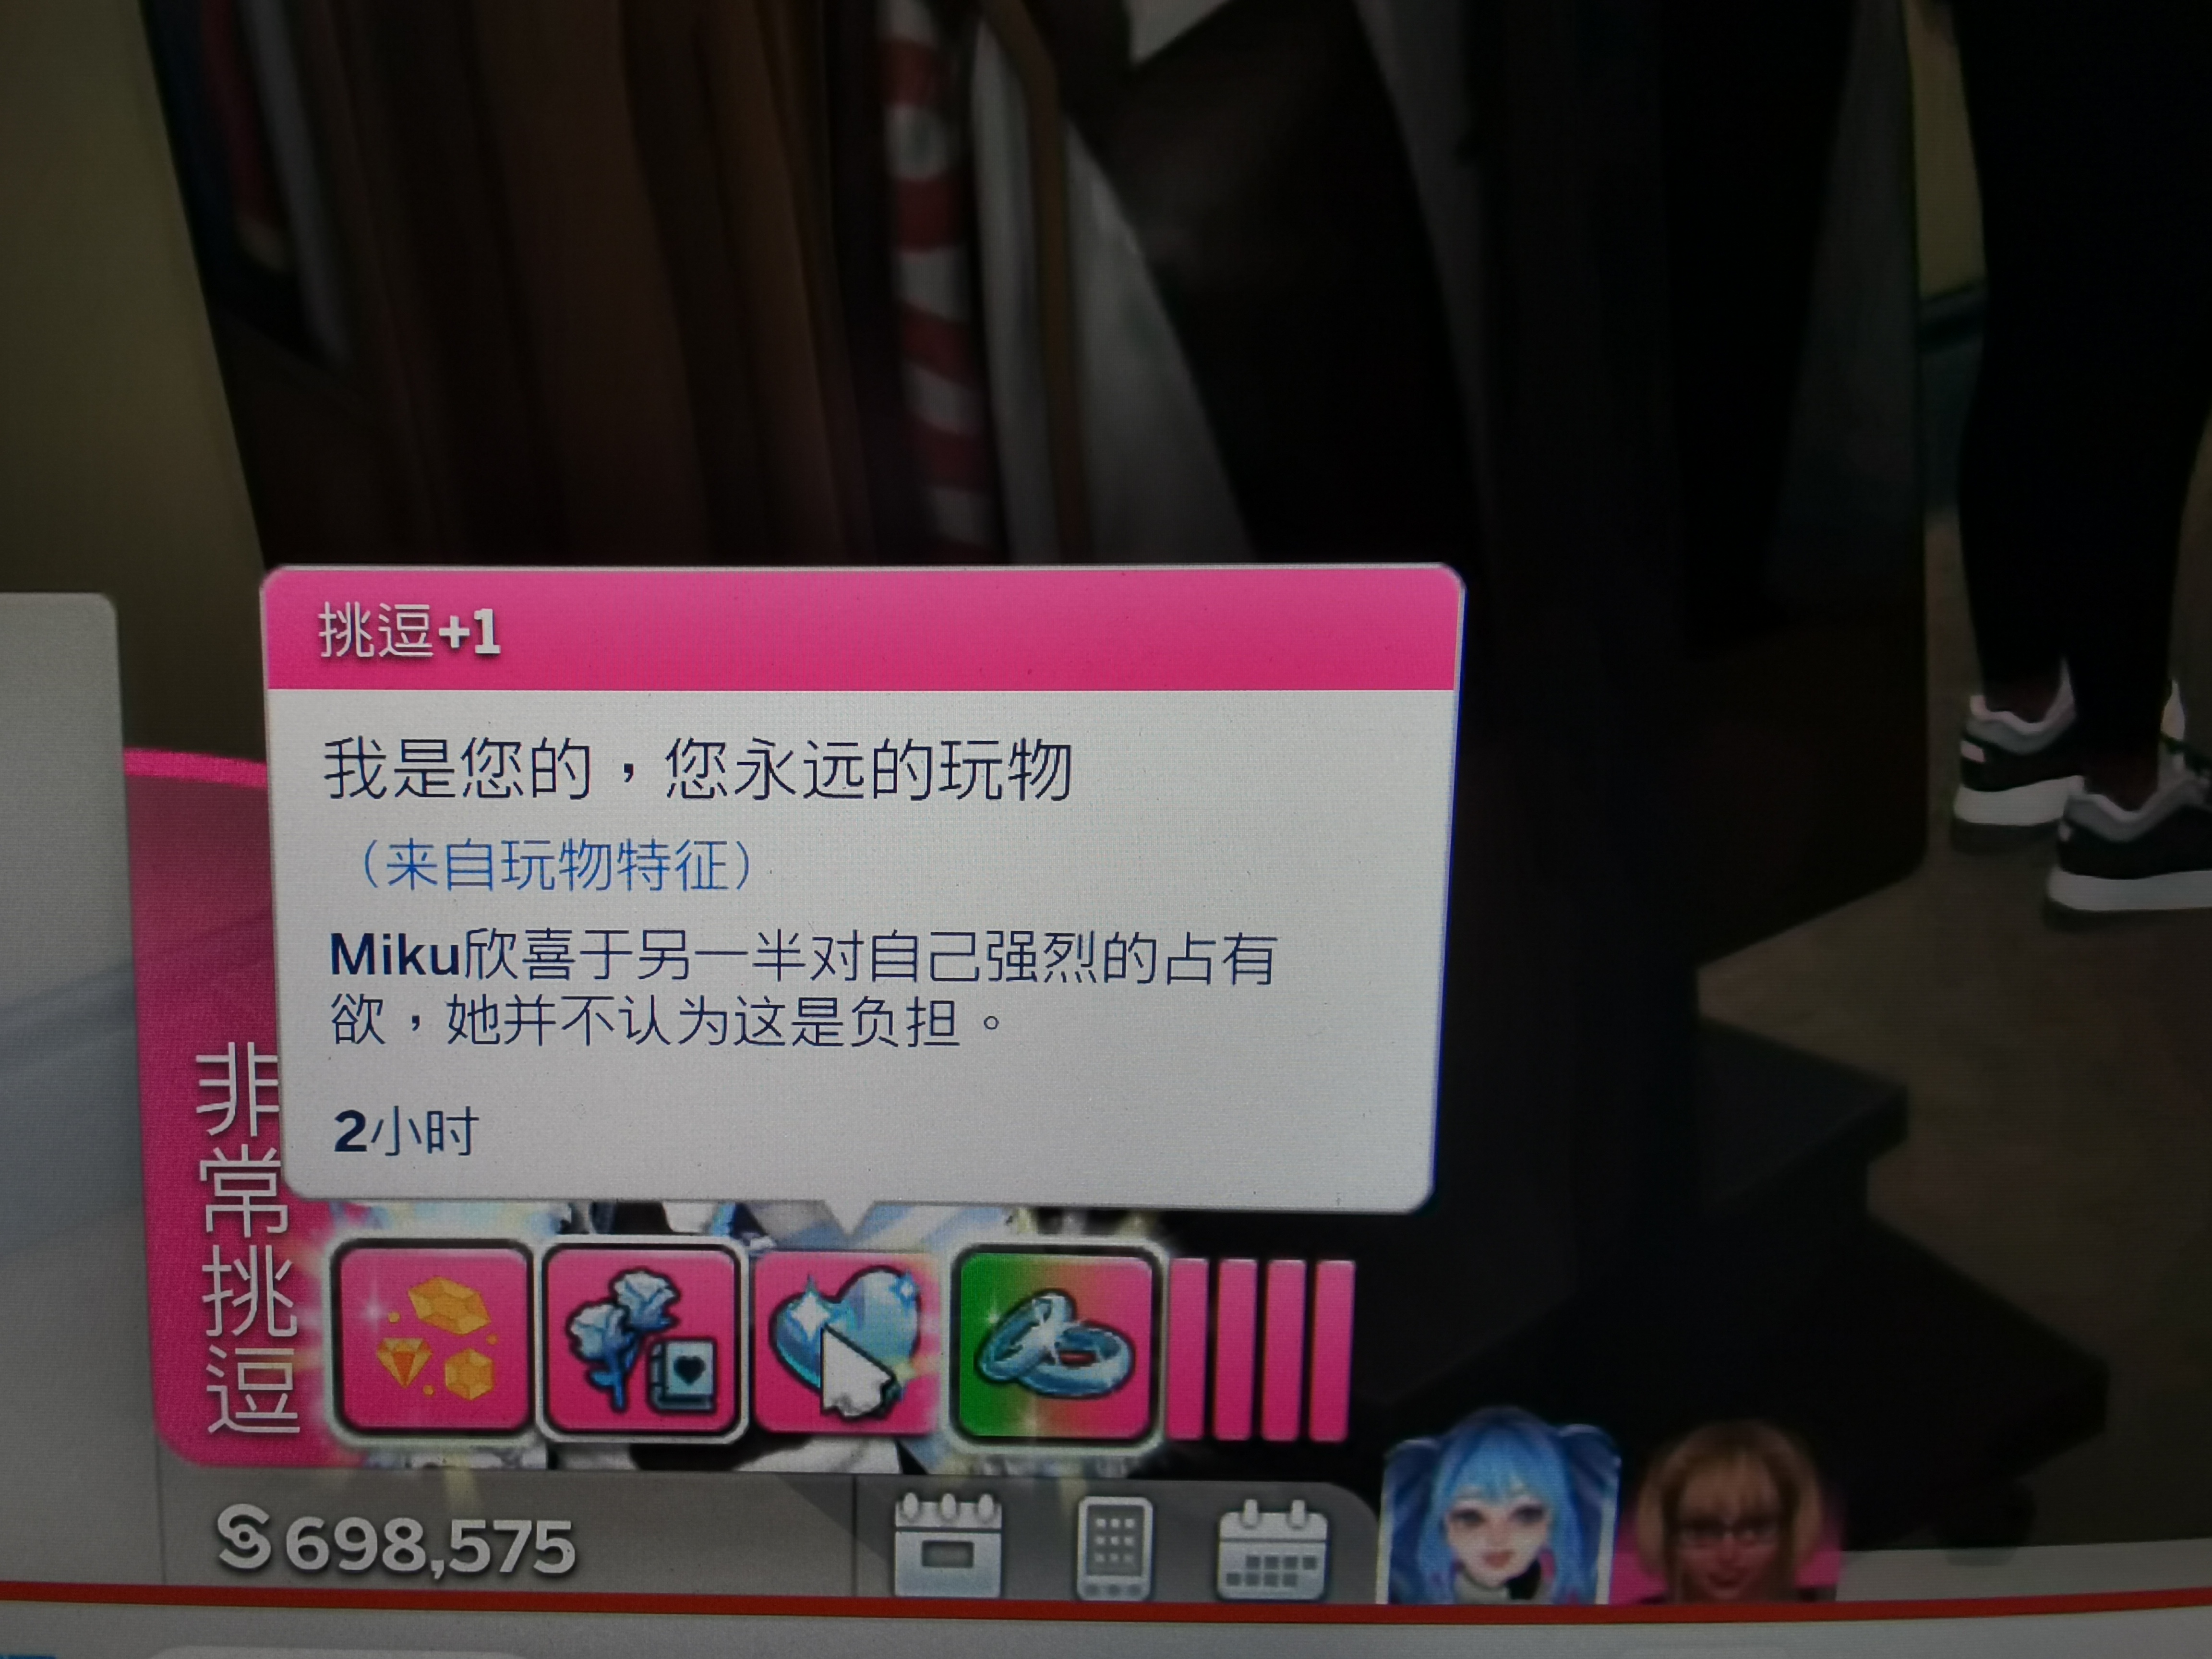 挑逗+1
我是您的，您永远的玩物
（来自玩物特征）
Miku欣喜于另一半对自己强烈的占有
欲，她并不认为这是负担。
2小时
非常挑逗
698,575